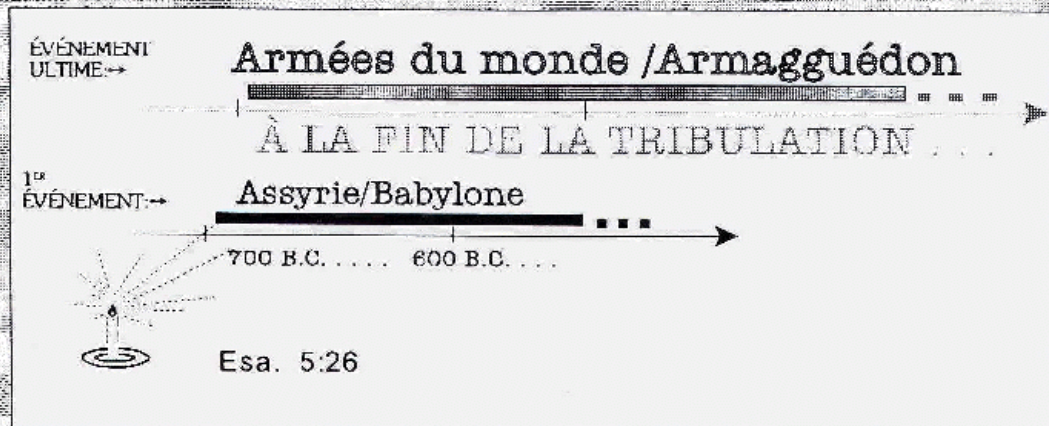 ÉVÉNEMENT
ULTIME:→
Armées du monde /Armagguédon
À LA FIN DE LA TRIBULATION . . .
1ER
ÉVÉNEMENT:→
Assyrie/Babylone
700 B.C. . . . . . 600 B.C. . . . .
Esa. 5:26